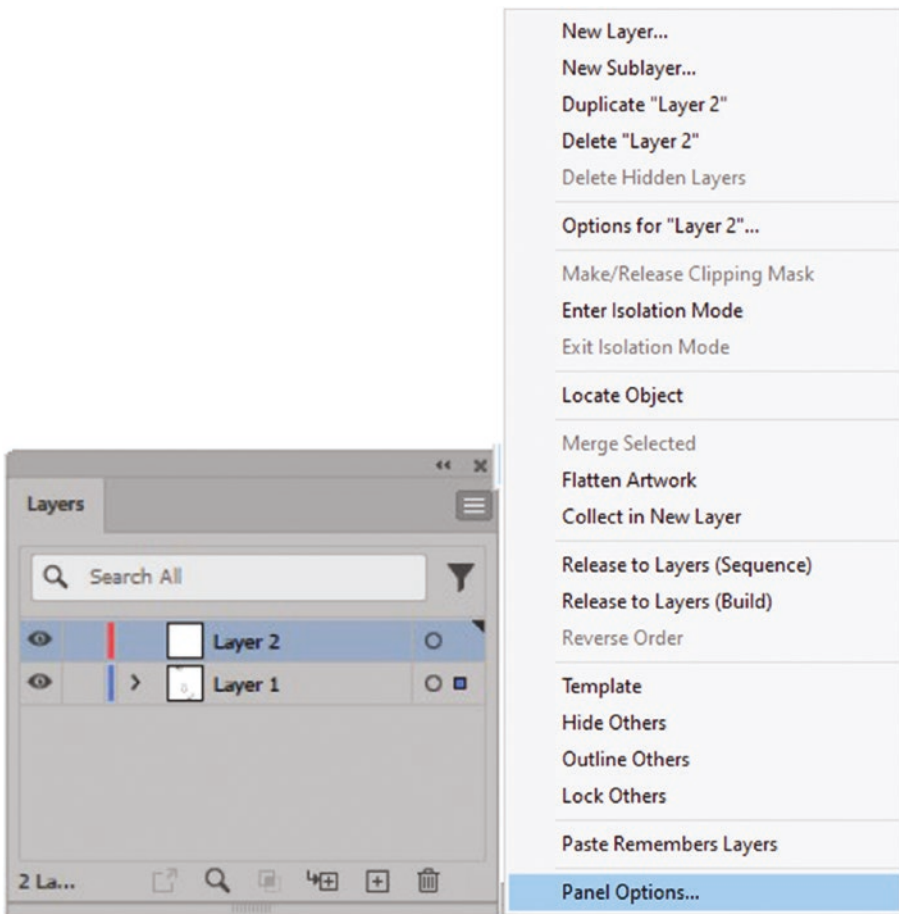 New Layer...
New Sublayer...
Duplicate "Layer 2"
Delete "Layer 2"
Delete Hidden Layers
Options for "Layer 2"...
Make/Release Clipping Mask
Enter Isolation Mode
Exit Isolation Mode
Locate Object
Merge Selected
Flatten Artwork
Collect in New Layer
Release to Layers (Sequence)
Release to Layers (Build)
Reverse Order
Template
Hide Others
Outline Others
Lock Others
Paste Remembers Layers
Panel Options...
Layers
Search All
Layer 2
Layer 1
2 La...